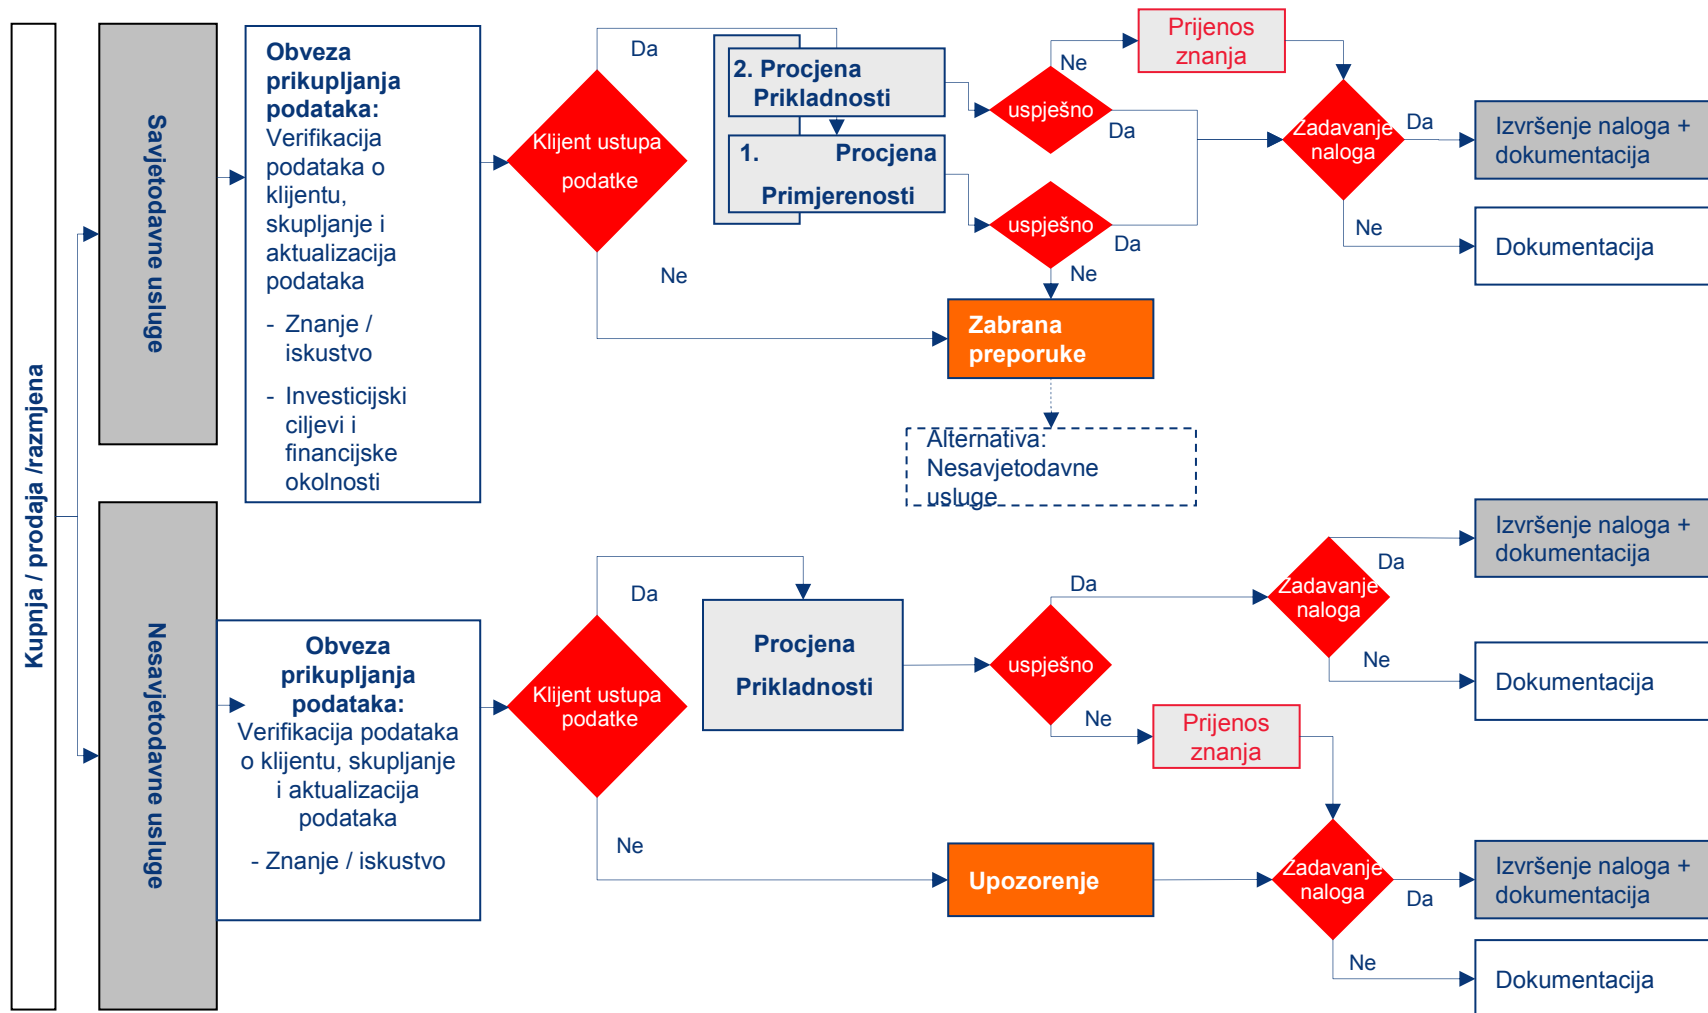 Kupnja / prodaja /razmjena
Savjetodavne usluge
Obveza
prikupljanja
podataka:
Verifikacija
podataka o
klijentu,
skupljanje i
aktualizacija
podataka
- Znanje /
iskustvo
- Investicijski
ciljevi i
financijske
okolnosti
Klijent ustupa
podatke
Da
Ne
2. Procjena
Prikladnosti
1. Procjena
Primjerenosti
uspješno
Ne
Da
uspješno
Da
Ne
Prijenos
znanja
Zadavanje
naloga
Da
Ne
Izvršenje naloga +
dokumentacija
Dokumentacija
Zabrana
preporuke
Alternativa:
Nesavjetodavne
usluge
Nesavjetodavne usluge
Obveza
prikupljanja
podataka:
Verifikacija podataka
o klijentu, skupljanje
i aktualizacija
podataka
- Znanje / iskustvo
Klijent ustupa
podatke
Da
Ne
Procjena
Prikladnosti
uspješno
Da
Ne
Zadavanje
naloga
Da
Ne
Izvršenje naloga +
dokumentacija
Dokumentacija
Prijenos
znanja
Upozorenje
Zadavanje
naloga
Da
Ne
Izvršenje naloga +
dokumentacija
Dokumentacija